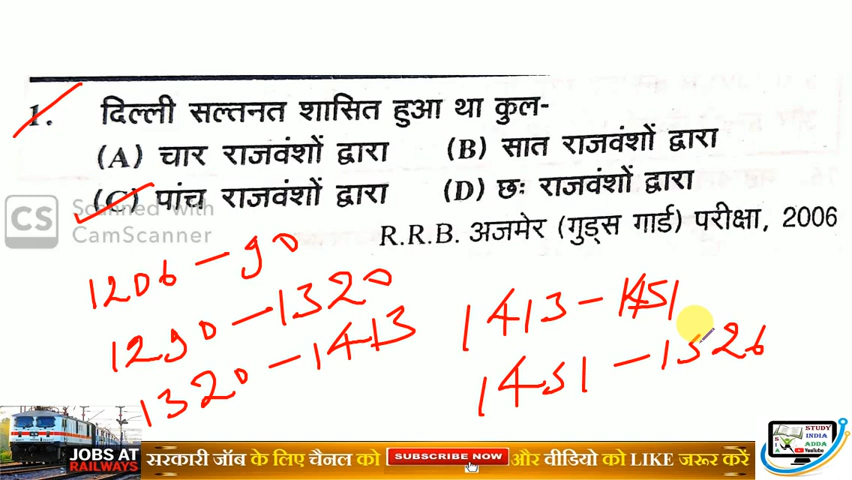 1. दिल्ली सल्तनत शासित हुआ था कुल-
(A) चार राजवंशों द्वारा (B) सात राजवंशों द्वारा
(C) पांच राजवंशों द्वारा (D) छः राजवंशों द्वारा
CS Scanned with
CamScanner
R.R.B. अजमेर (गुड्स गार्ड) परीक्षा, 2006
1206 - 90
1290 - 1320
1320 - 1413
1413 - 1451
1451 - 1526
JOBS AT
RAILWAYS
सरकारी जॉब के लिए चैनल को SUBSCRIBE NOW और वीडियो को LIKE जरूर करें
STUDY
INDIA
ADDA
YouTube